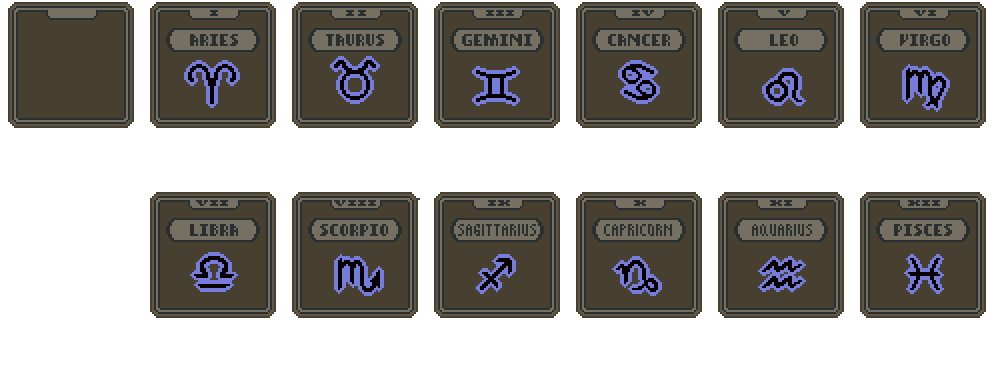 I II III IV V VI
ARIES TAURUS GEMINI CANCER LEO VIRGO
VII VIII IX X XI XII
LIBRA SCORPIO SAGITTARIUS CAPRICORN AQUARIUS PISCES